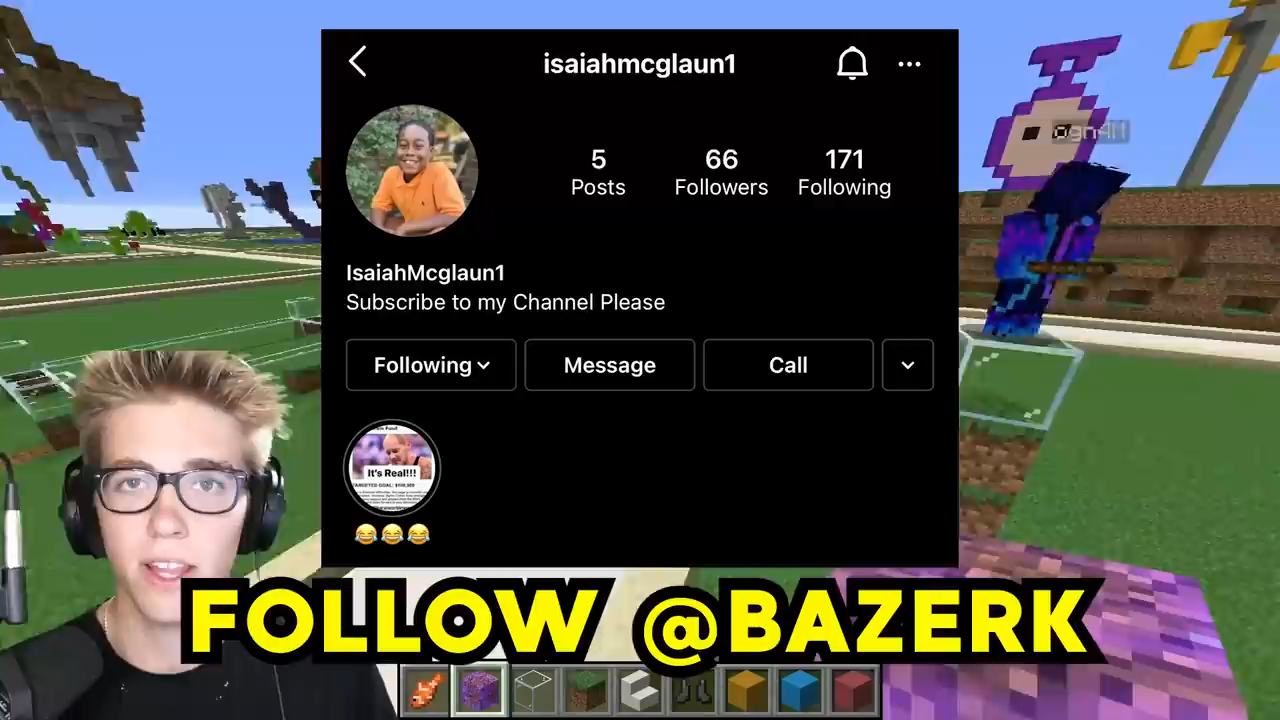 isaiahmcglaun1
5
Posts
66
Followers
171
Following
IsaiahMcglaun1
Subscribe to my Channel Please
Following
Message
Call
It's Real!!!
😂😂😂
ogn4it
FOLLOW @BAZERK